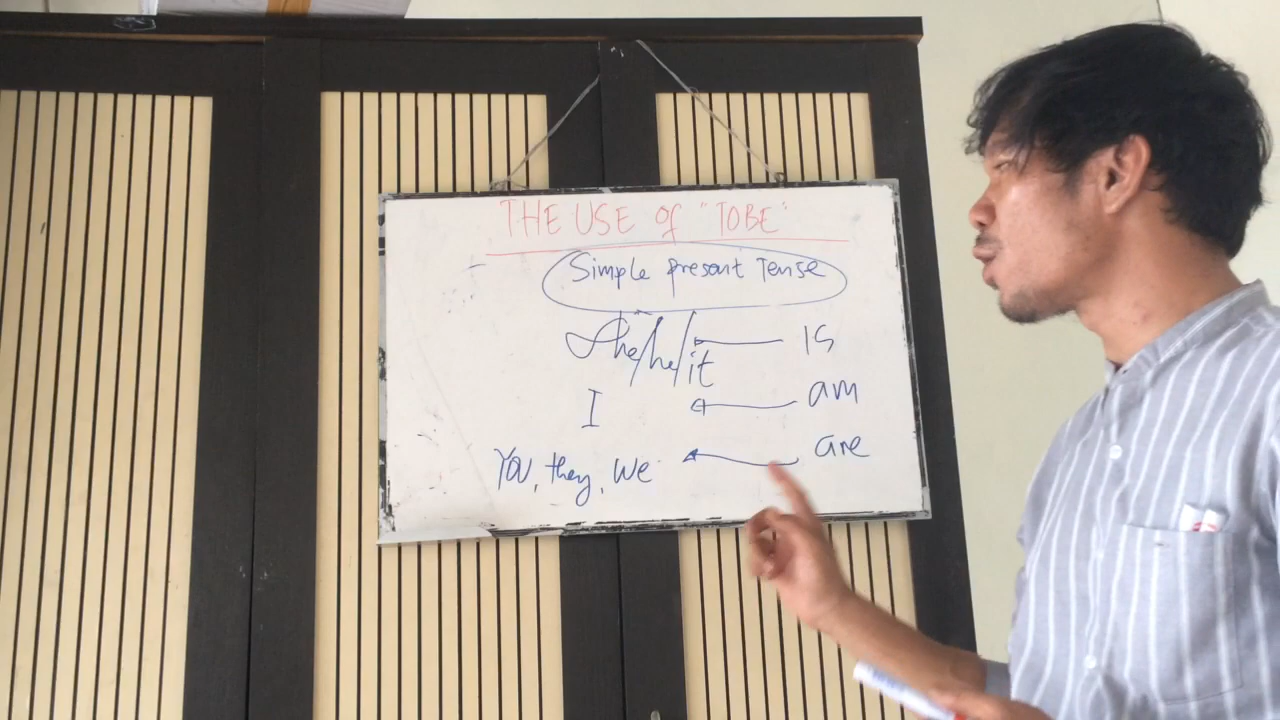 THE USE of "TOBE"
Simple present Tense
She/he/it is
I am
You, they, we are